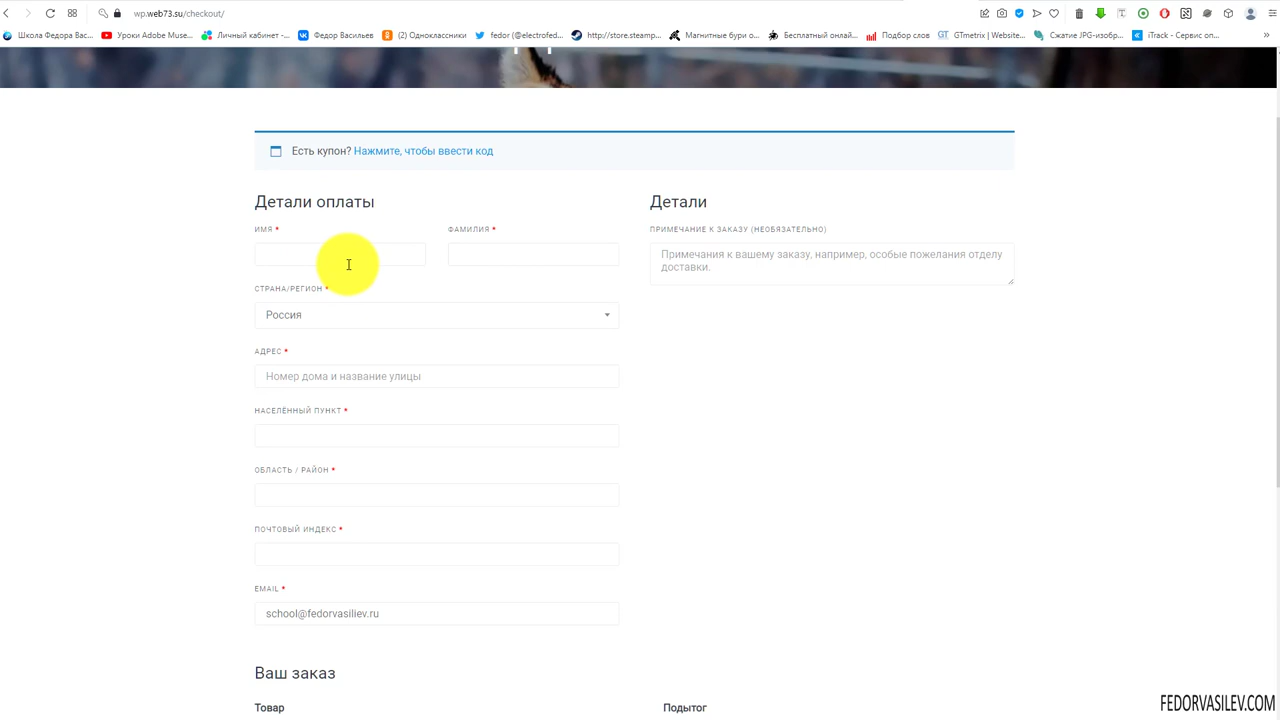 wp.web73.su/checkout/
Школа Федора Вас...
Уроки Adobe Muse...
Личный кабинет -...
Федор Васильев
(2) Одноклассники
fedor (@electrofed...
http://store.steamp...
Магнитные бури о...
Бесплатный онлай...
Подбор слов
GT GTmetrix | Website...
Сжатие JPG-изобр...
iTrack - Сервис оп...
Есть купон? Нажмите, чтобы ввести код
Детали оплаты
Детали
ИМЯ *
ФАМИЛИЯ *
ПРИМЕЧАНИЕ К ЗАКАЗУ (НЕОБЯЗАТЕЛЬНО)
Примечания к вашему заказу, например, особые пожелания отделу
доставки.
СТРАНА/РЕГИОН *
Россия
АДРЕС *
Номер дома и название улицы
НАСЕЛЁННЫЙ ПУНКТ *
ОБЛАСТЬ / РАЙОН *
ПОЧТОВЫЙ ИНДЕКС *
EMAIL *
school@fedorvasiliev.ru
Ваш заказ
Товар
Подытог
FEDORVASILEV.COM